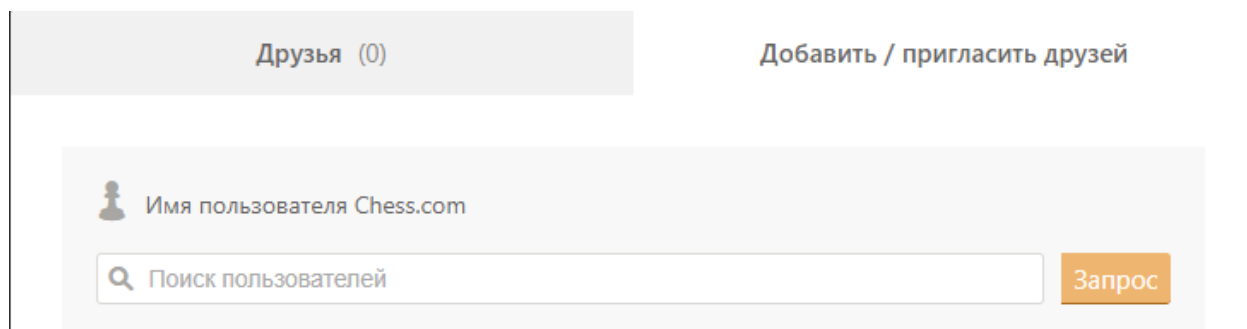 Друзья (0)
Добавить / пригласить друзей
Имя пользователя Chess.com
Поиск пользователей
Запрос